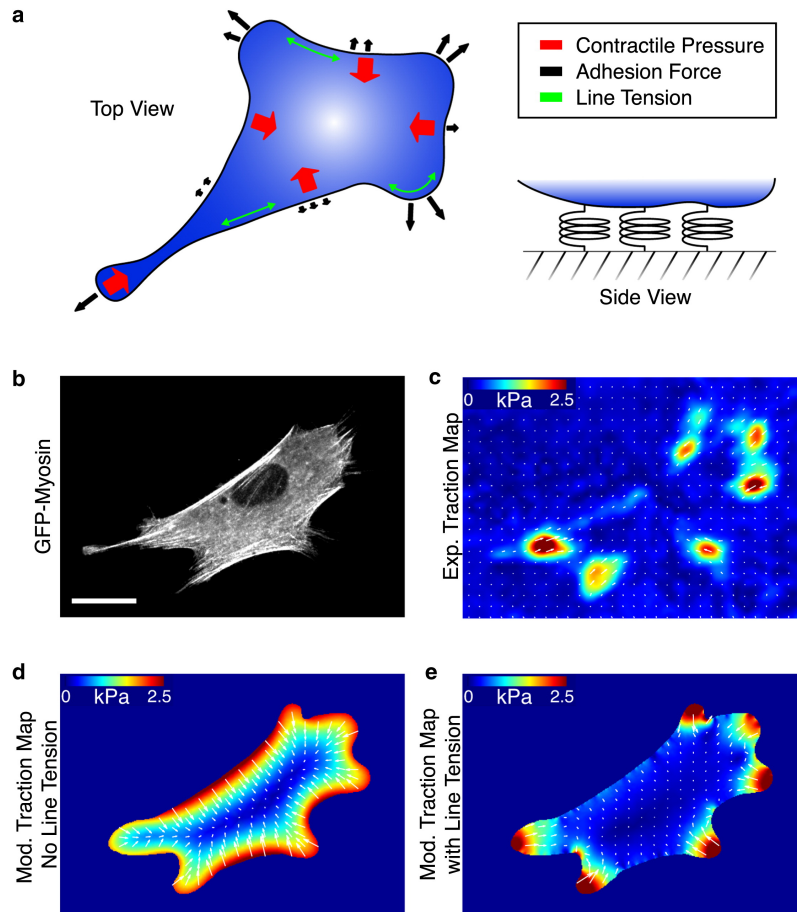 a
Top View
Contractile Pressure
Adhesion Force
Line Tension
Side View
b
GFP-Myosin
c
0 kPa 2.5
Exp. Traction Map
d
0 kPa 2.5
Mod. Traction Map
No Line Tension
e
0 kPa 2.5
Mod. Traction Map
with Line Tension